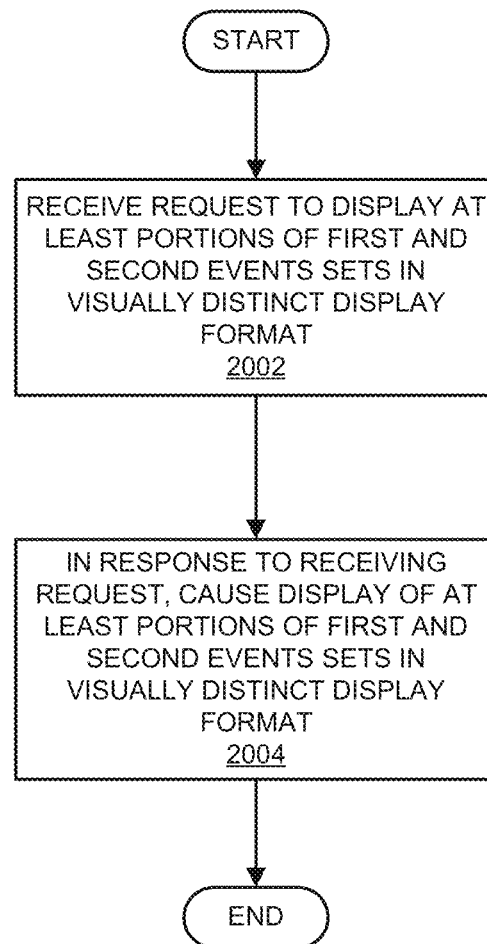 START
RECEIVE REQUEST TO DISPLAY AT
LEAST PORTIONS OF FIRST AND
SECOND EVENTS SETS IN
VISUALLY DISTINCT DISPLAY
FORMAT
2002
IN RESPONSE TO RECEIVING
REQUEST, CAUSE DISPLAY OF AT
LEAST PORTIONS OF FIRST AND
SECOND EVENTS SETS IN
VISUALLY DISTINCT DISPLAY
FORMAT
2004
END